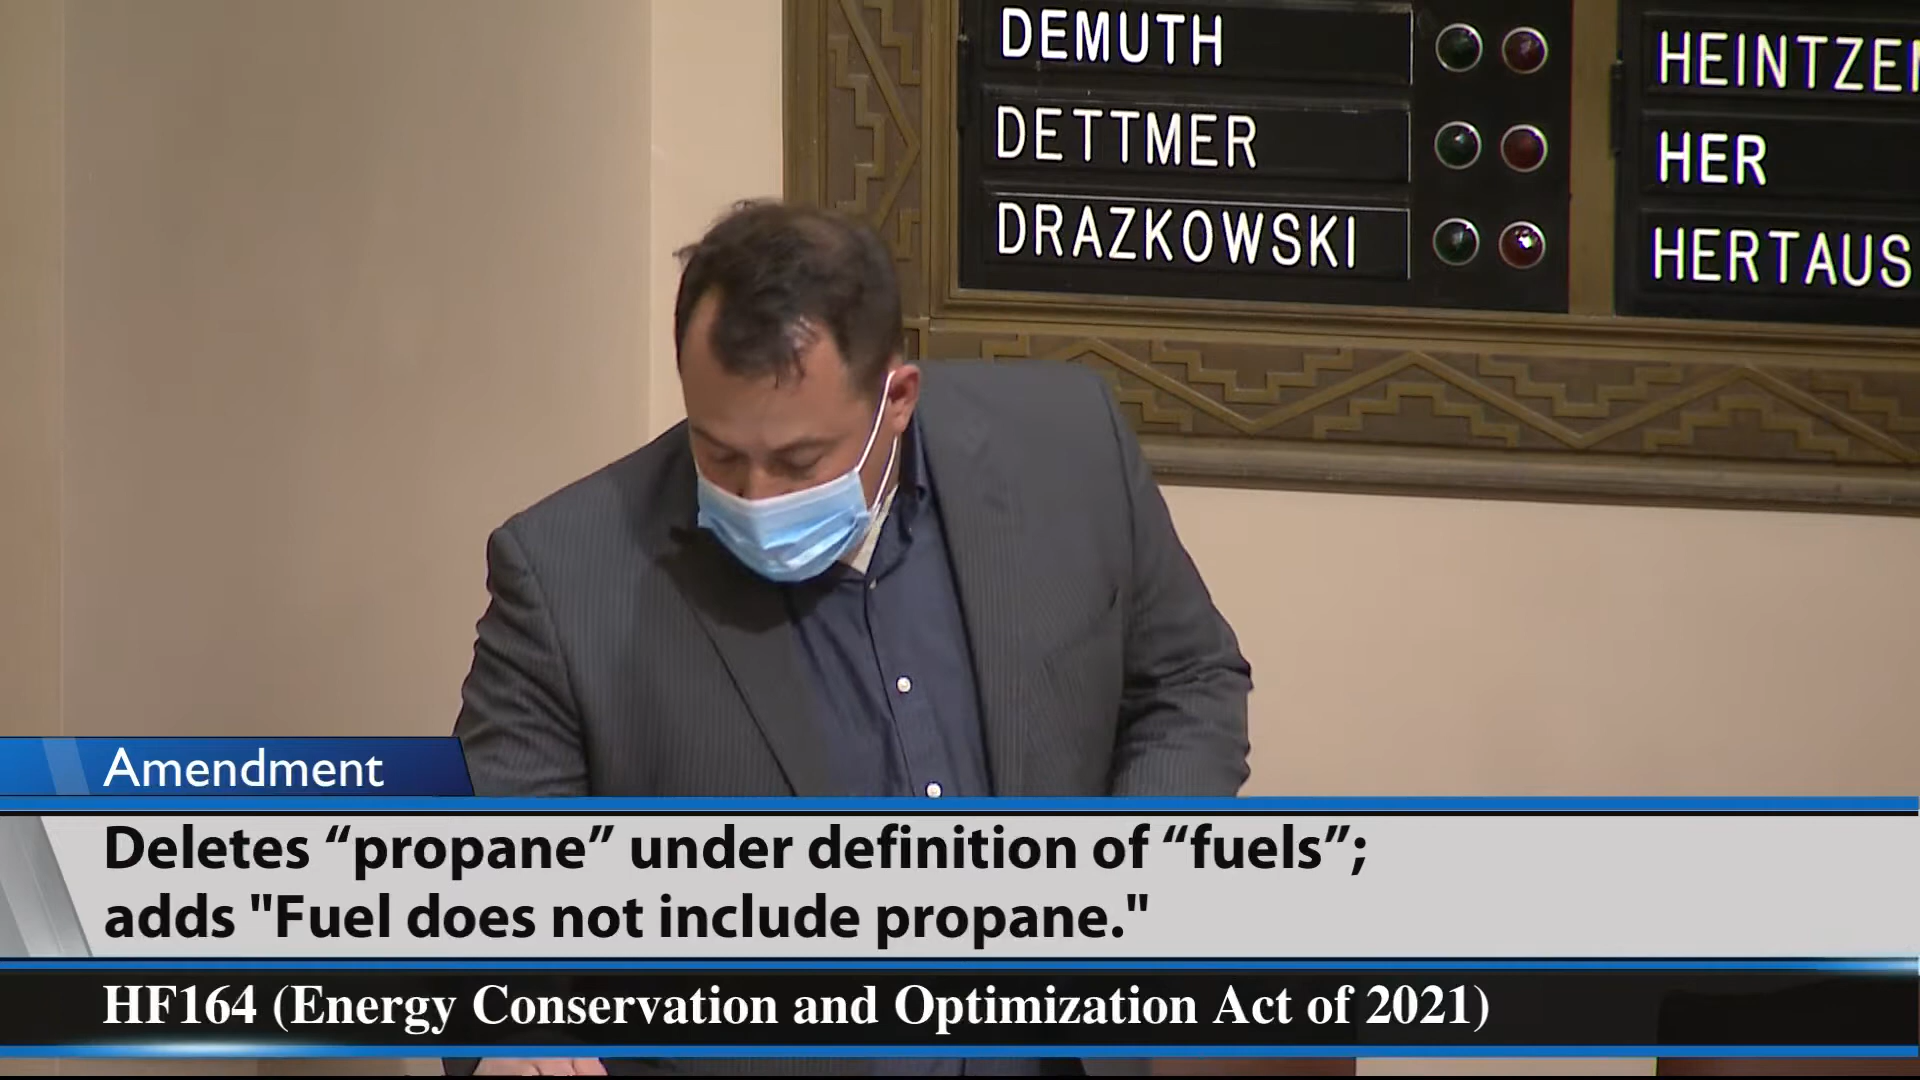 DEMUTH
DETTMER
DRAZKOWSKI
HER
HERTAUS
Amendment
Deletes “propane” under definition of “fuels”;
adds "Fuel does not include propane."
HF164 (Energy Conservation and Optimization Act of 2021)